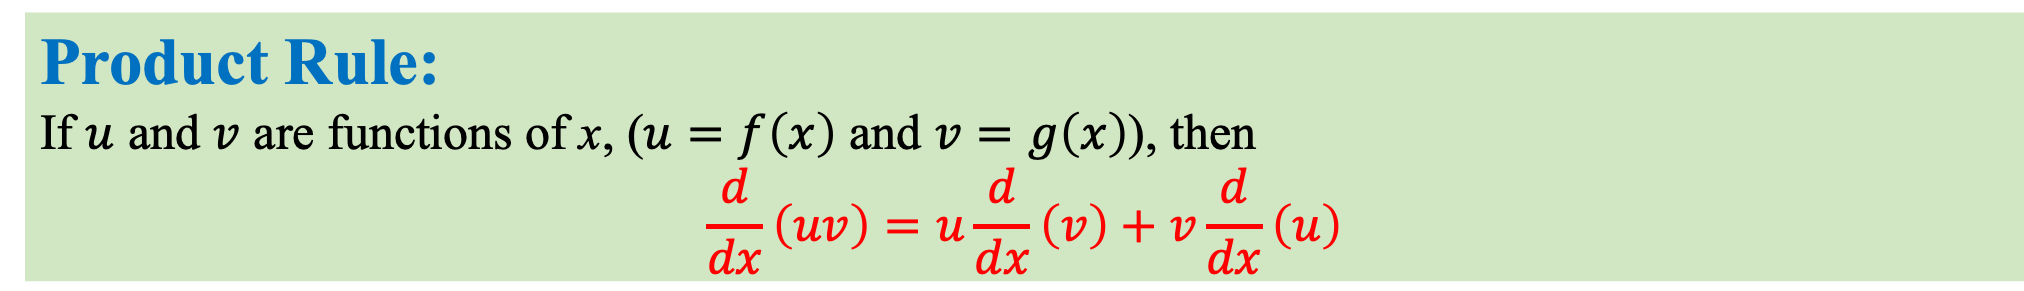 Product Rule:
If 𝑢 and 𝑣 are functions of x, (𝑢 = 𝑓(𝑥) and 𝑣 = 𝑔(𝑥)), then
𝑑/𝑑𝑥 (𝑢𝑣) = 𝑢 𝑑/𝑑𝑥 (𝑣) + 𝑣 𝑑/𝑑𝑥 (𝑢)